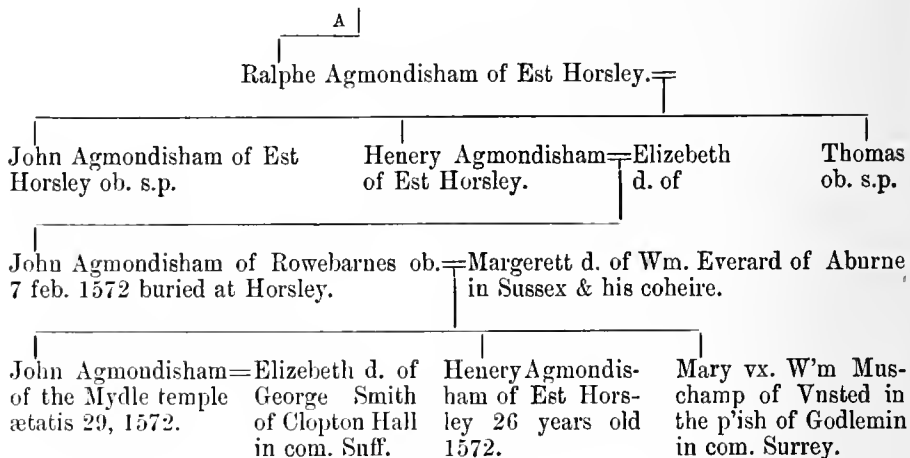 A
Ralphe Agmondisham of Est Horsley.
John Agmondisham of Est
Horsley ob. s.p.
Henery Agmondisham=Elizebeth
of Est Horsley. d. of
Thomas
ob. s.p.
John Agmondisham of Rowebarnes ob.=Margerett d. of Wm. Everard of Aburne
7 feb. 1572 buried at Horsley. in Sussex & his coheire.
John Agmondisham=
of the Mydle temple
ætatis 29, 1572.
Elizebeth d. of
George Smith
of Clopton Hall
in com. Snff.
Henery Agmondis-
ham of Est Hors-
ley 26 years old
1572.
Mary vx. W'm Mus-
champ of Vnsted in
the p'ish of Godlemin
in com. Surrey.